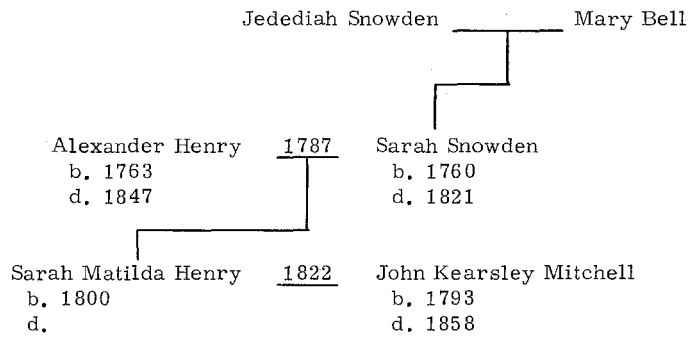 Jedediah Snowden Mary Bell
Alexander Henry 1787 Sarah Snowden
b. 1763 b. 1760
d. 1847 d. 1821
Sarah Matilda Henry 1822 John Kearsley Mitchell
b. 1800 b. 1793
d. d. 1858